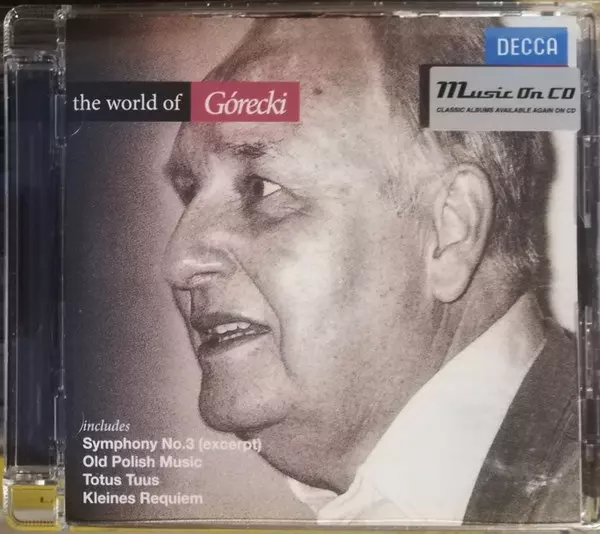 DECCA
Music On CD
CLASSIC ALBUMS AVAILABLE AGAIN ON CD
the world of Górecki
includes
Symphony No.3 (excerpt)
Old Polish Music
Totus Tuus
Kleines Requiem